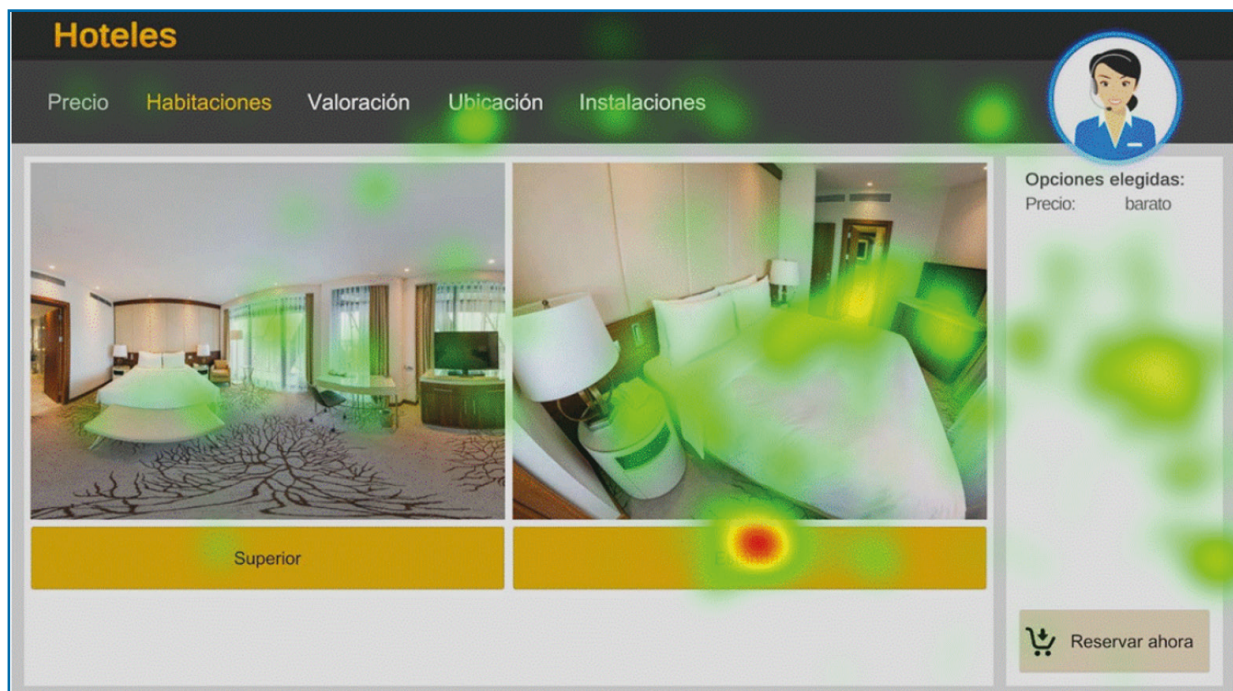 Hoteles
Precio Habitaciones Valoración Ubicación Instalaciones
Opciones elegidas:
Precio: barato
Superior
Reservar ahora